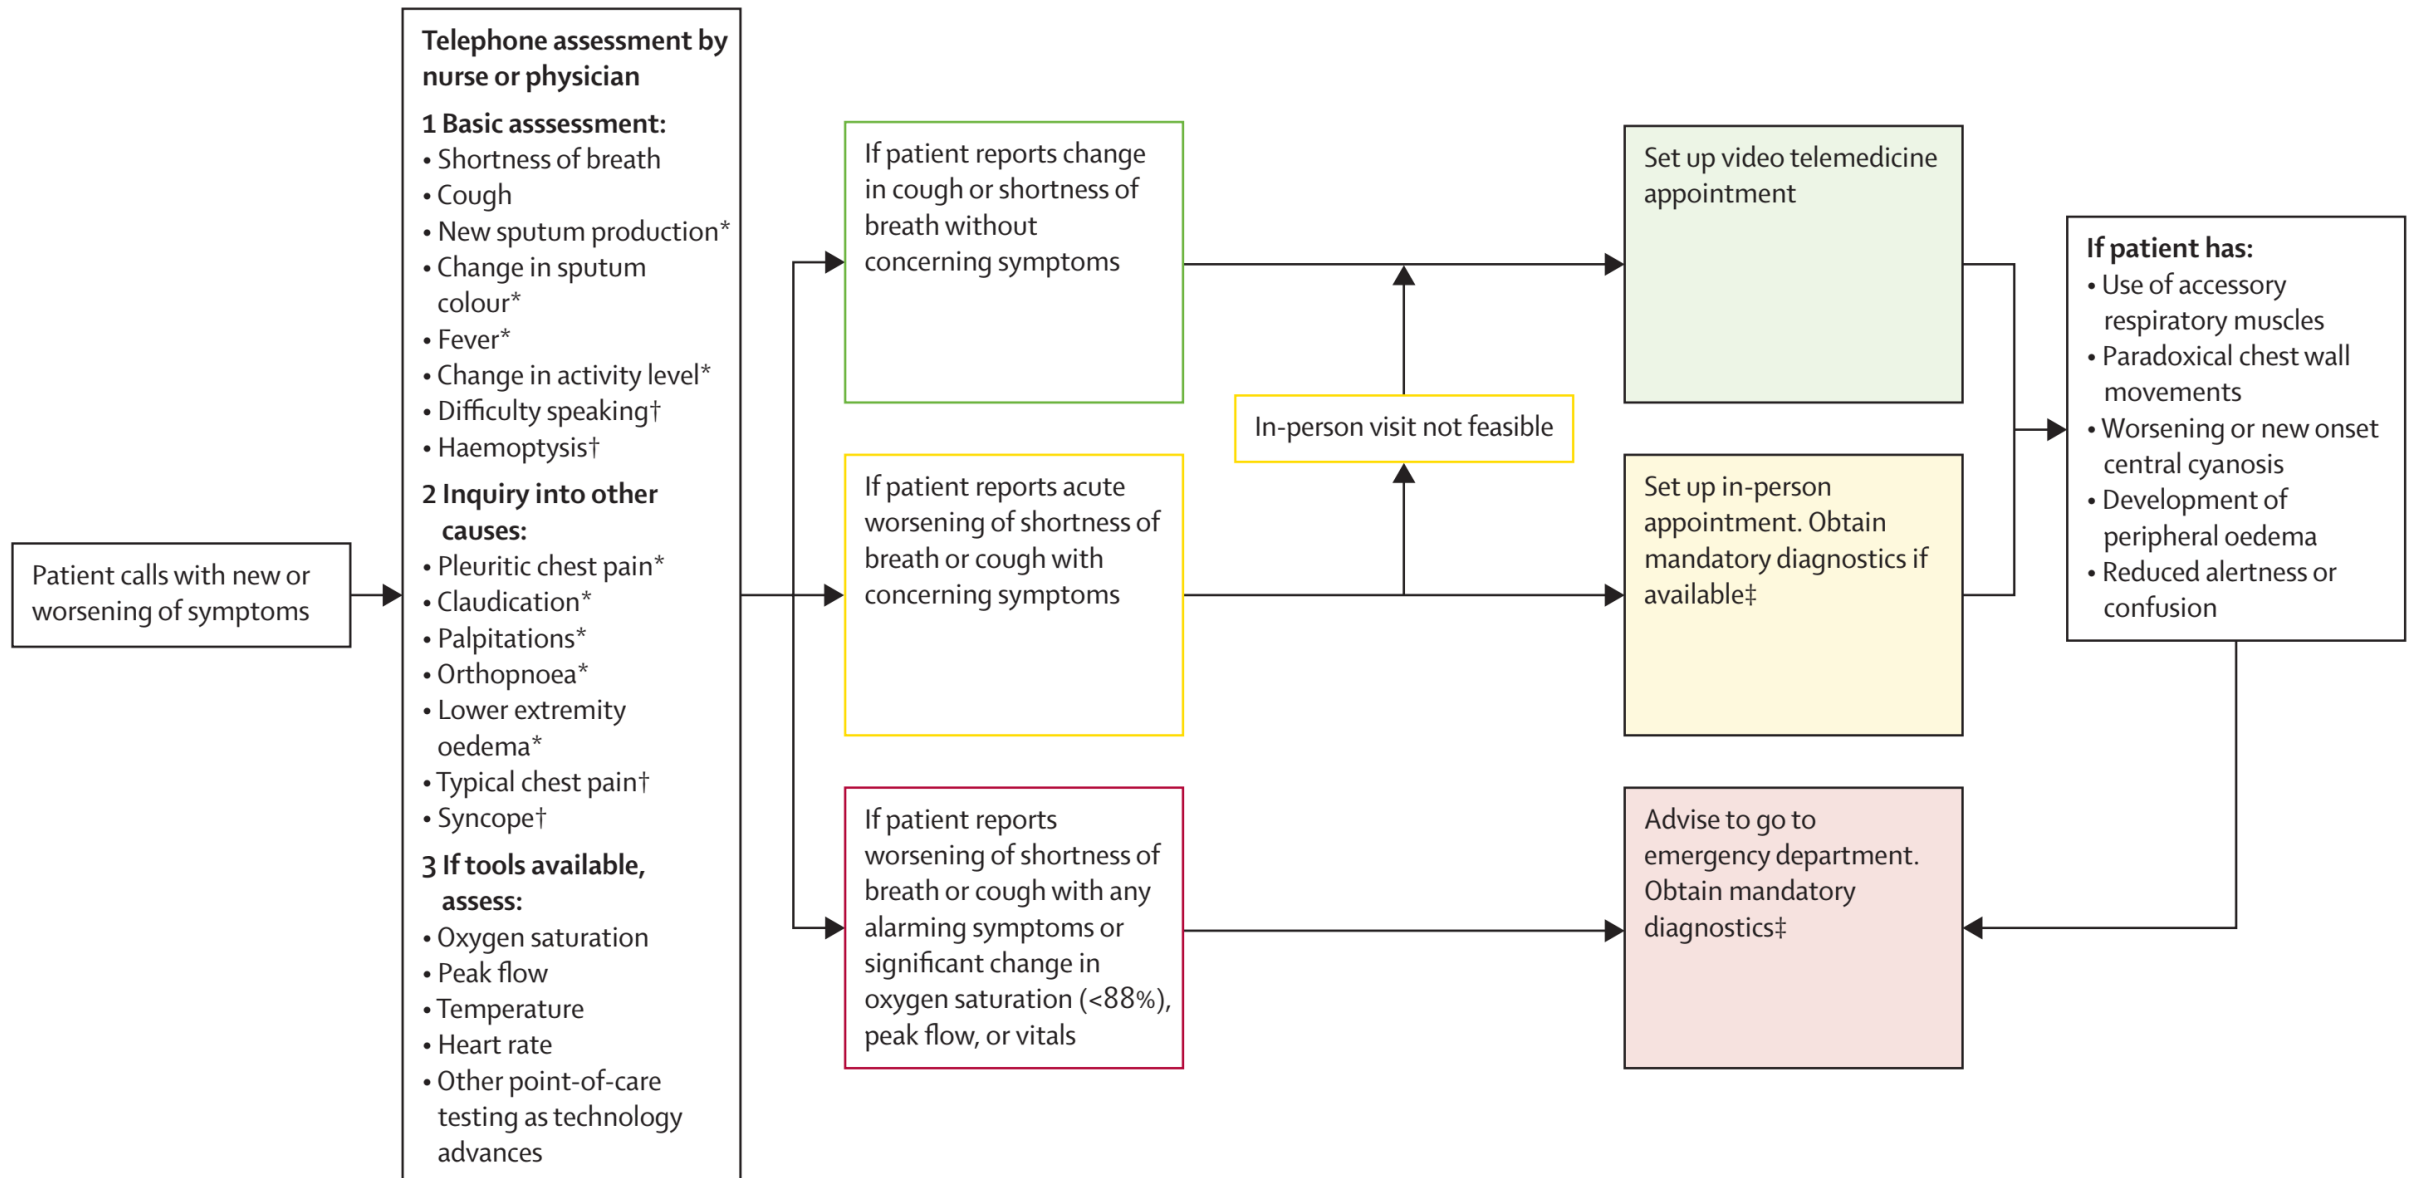 Patient calls with new or
worsening of symptoms
Telephone assessment by
nurse or physician
1 Basic asssessment:
• Shortness of breath
• Cough
• New sputum production*
• Change in sputum
colour*
• Fever*
• Change in activity level*
• Difficulty speaking†
• Haemoptysis†
2 Inquiry into other
causes:
• Pleuritic chest pain*
• Claudication*
• Palpitations*
• Orthopnoea*
• Lower extremity
oedema*
• Typical chest pain†
• Syncope†
3 If tools available,
assess:
• Oxygen saturation
• Peak flow
• Temperature
• Heart rate
• Other point-of-care
testing as technology
advances
If patient reports change
in cough or shortness of
breath without
concerning symptoms
If patient reports acute
worsening of shortness of
breath or cough with
concerning symptoms
If patient reports
worsening of shortness of
breath or cough with any
alarming symptoms or
significant change in
oxygen saturation (<88%),
peak flow, or vitals
In-person visit not feasible
Set up video telemedicine
appointment
Set up in-person
appointment. Obtain
mandatory diagnostics if
available‡
Advise to go to
emergency department.
Obtain mandatory
diagnostics‡
If patient has:
• Use of accessory
respiratory muscles
• Paradoxical chest wall
movements
• Worsening or new onset
central cyanosis
• Development of
peripheral oedema
• Reduced alertness or
confusion